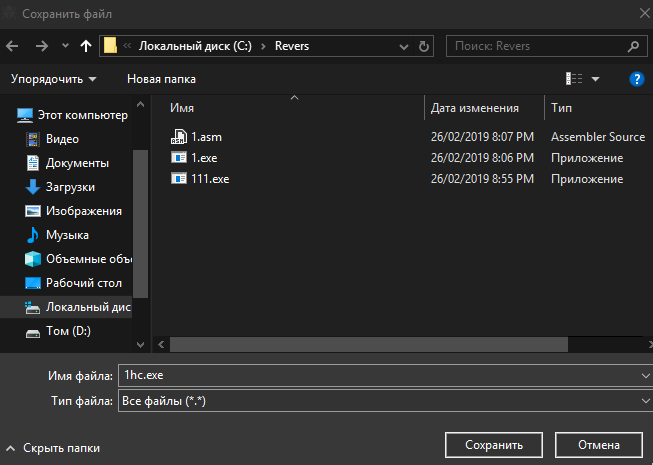 Сохранить файл
Локальный диск (C:) Revers
Поиск: Revers
Упорядочить Новая папка
Имя Дата изменения Тип
Этот компьютер
Видео
Документы
Загрузки
Изображения
Музыка
Объемные объ
Рабочий стол
Локальный дис
Том (D:)
1.asm 26/02/2019 8:07 PM Assembler Source
1.exe 26/02/2019 8:06 PM Приложение
111.exe 26/02/2019 8:55 PM Приложение
Имя файла: 1hc.exe
Тип файла: Все файлы (*.*)
Скрыть папки Сохранить Отмена